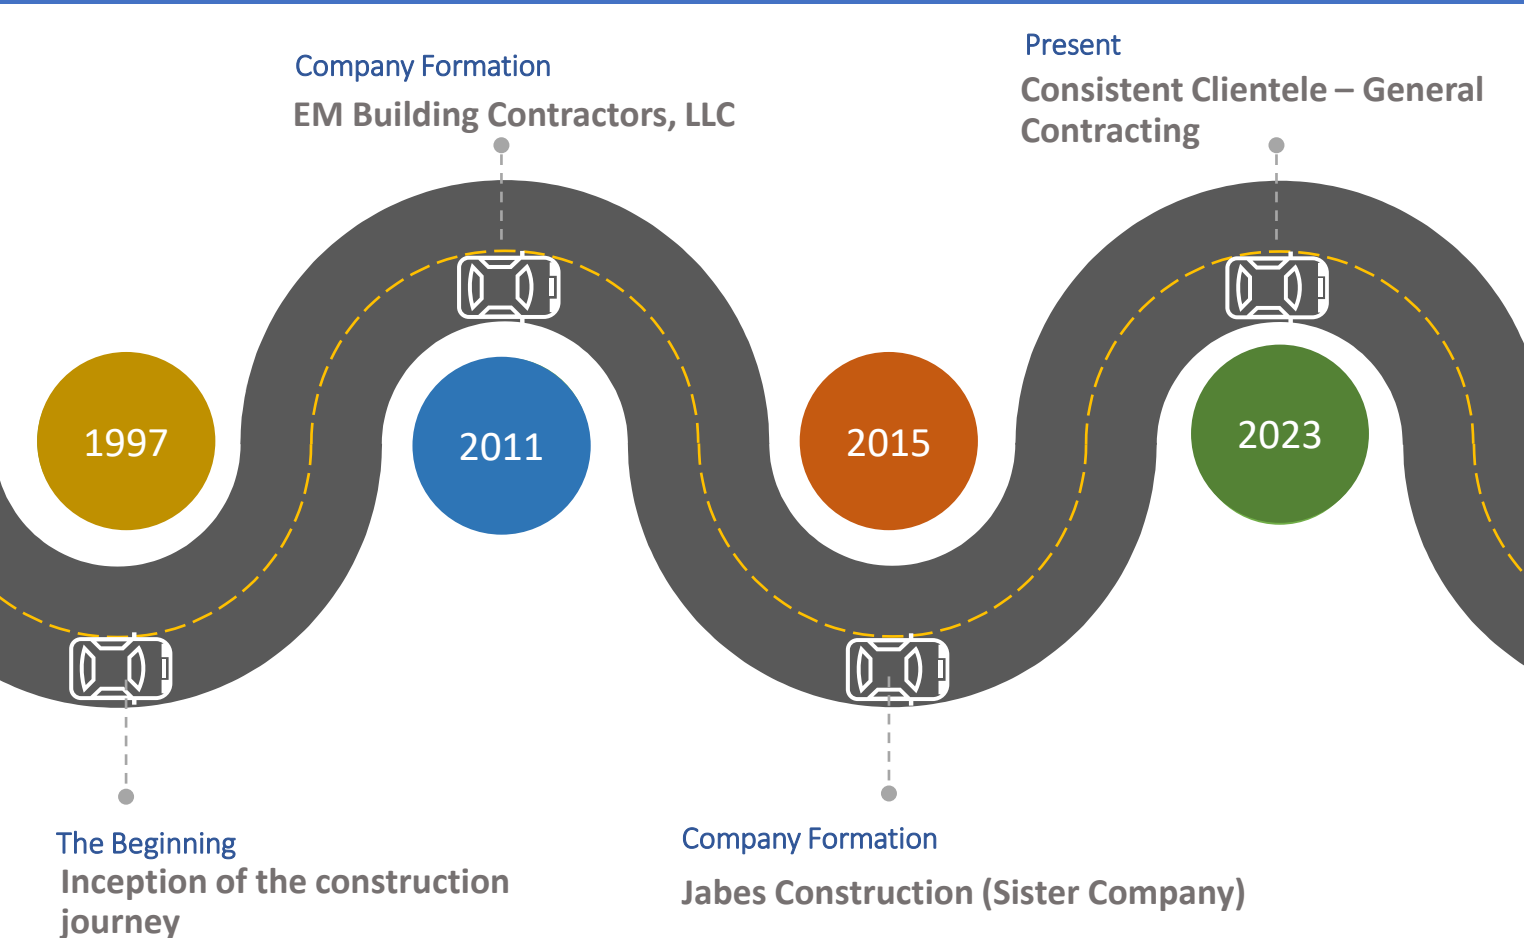 Company Formation
EM Building Contractors, LLC
Present
Consistent Clientele – General
Contracting
1997
2011
2015
2023
The Beginning
Inception of the construction
journey
Company Formation
Jabes Construction (Sister Company)